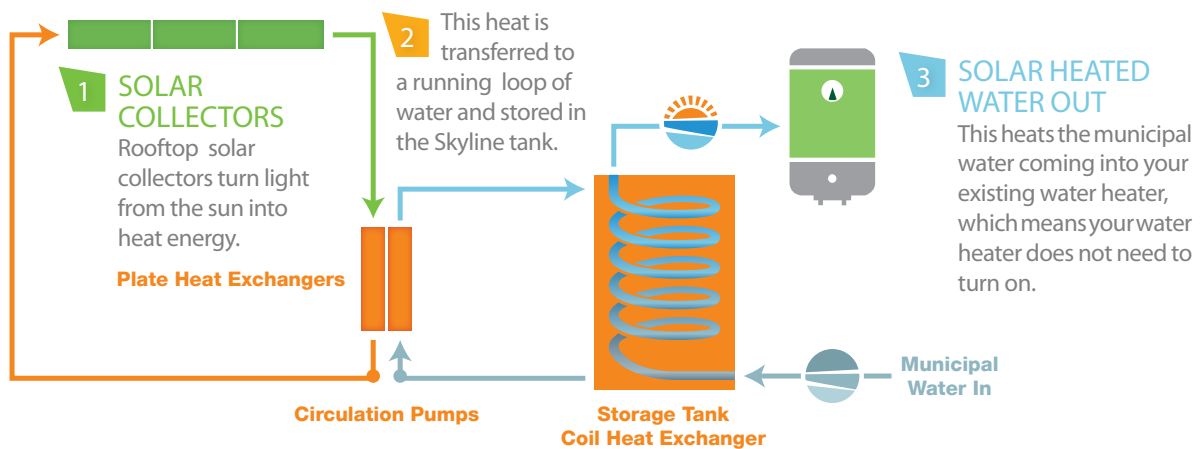 1
SOLAR
COLLECTORS
Rooftop solar
collectors turn light
from the sun into
heat energy.
Plate Heat Exchangers
2
This heat is
transferred to
a running loop of
water and stored in
the Skyline tank.
3
SOLAR HEATED
WATER OUT
This heats the municipal
water coming into your
existing water heater,
which means your water
heater does not need to
turn on.
Municipal
Water In
Circulation Pumps
Storage Tank
Coil Heat Exchanger